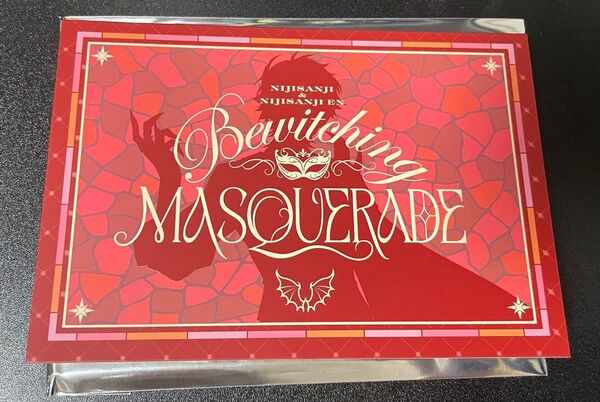 NIJISANJI
&
NIJISANJI EN
Bewitching
MASQUERADE